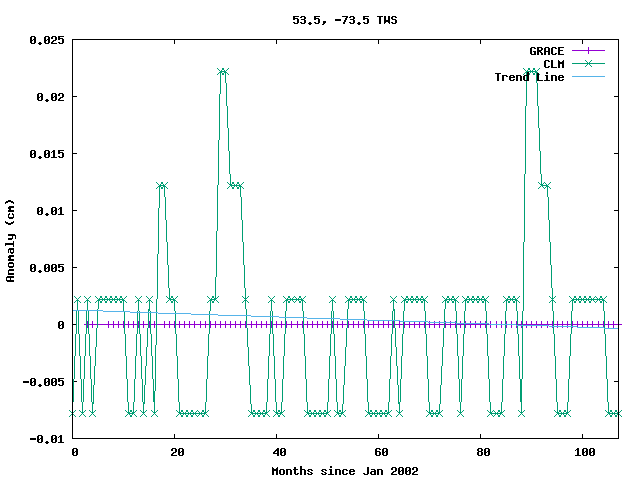 53.5, -73.5 TWS
GRACE
CLM
Trend Line
Anomaly (cm)
0.025
0.02
0.015
0.01
0.005
0
-0.005
-0.01
0 20 40 60 80 100
Months since Jan 2002